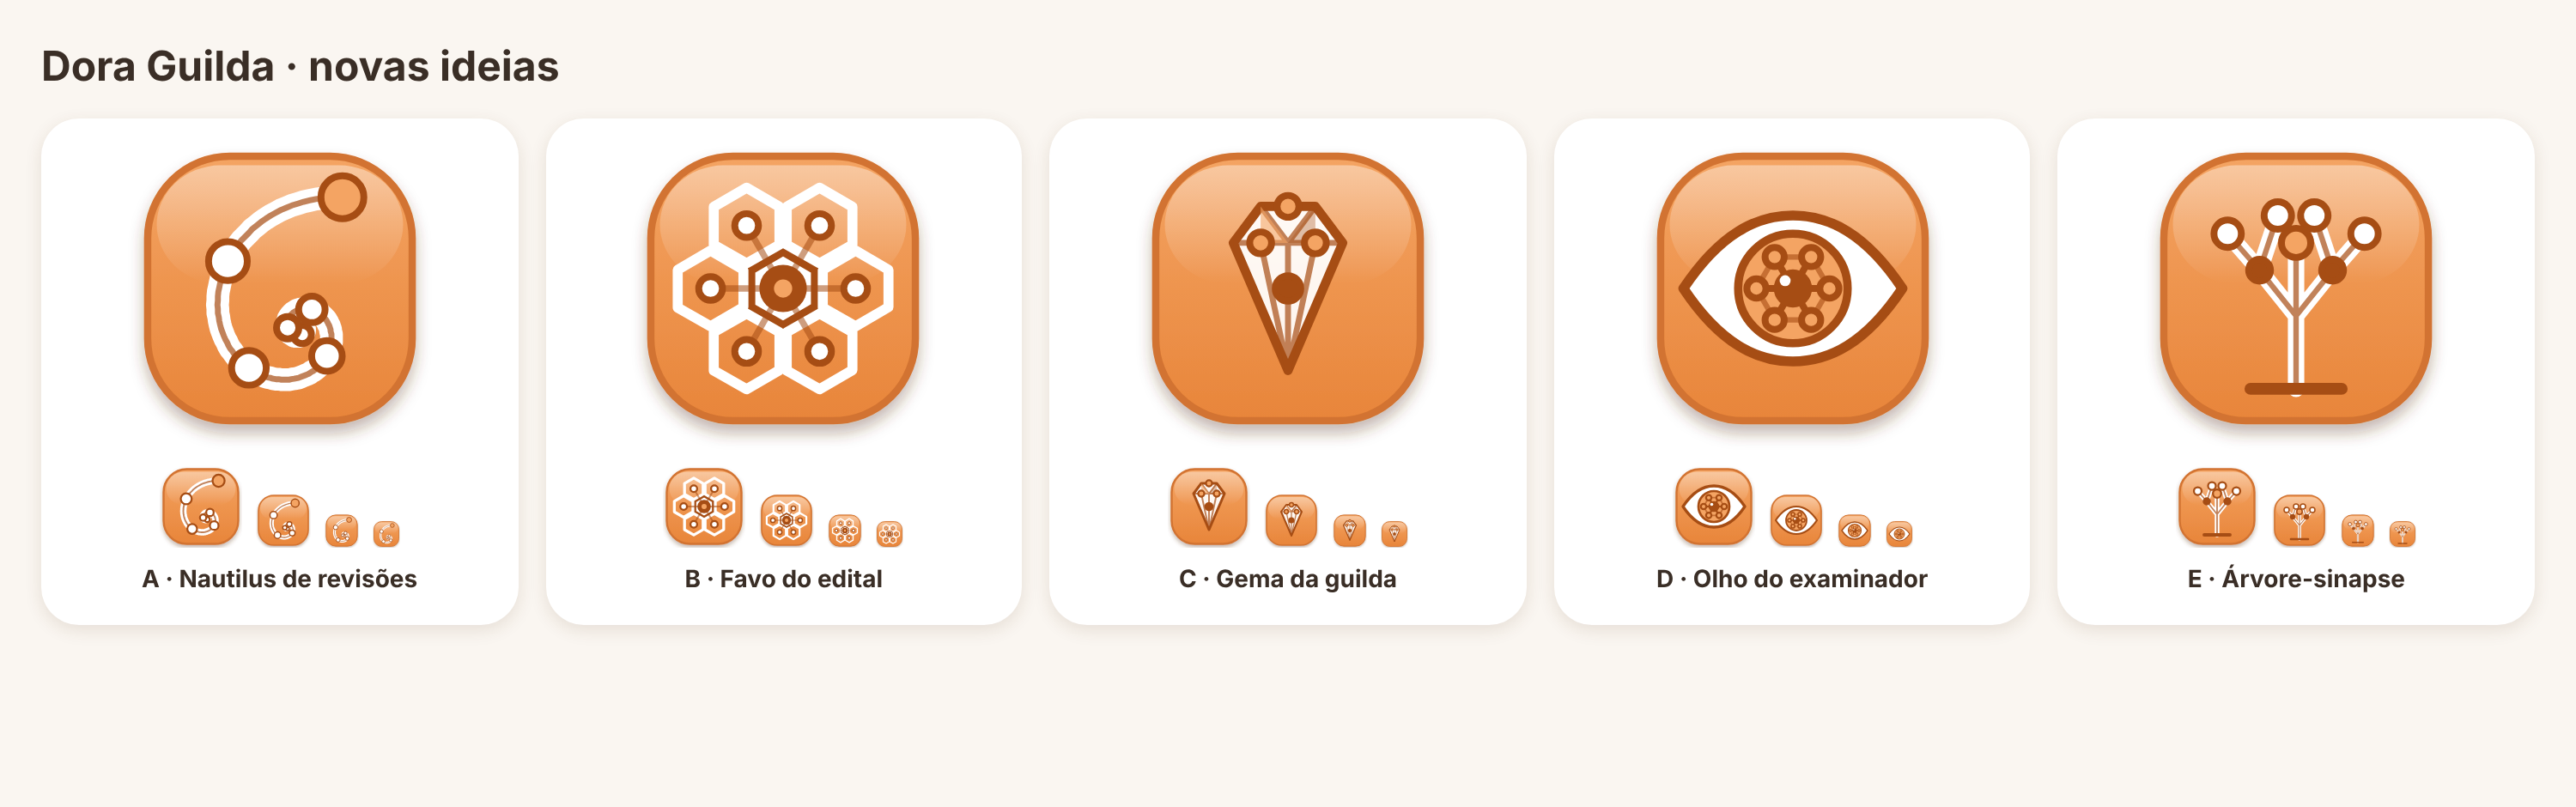 Dora Guilda · novas ideias
A · Nautilus de revisões
B · Favo do edital
C · Gema da guilda
D · Olho do examinador
E · Árvore-sinapse